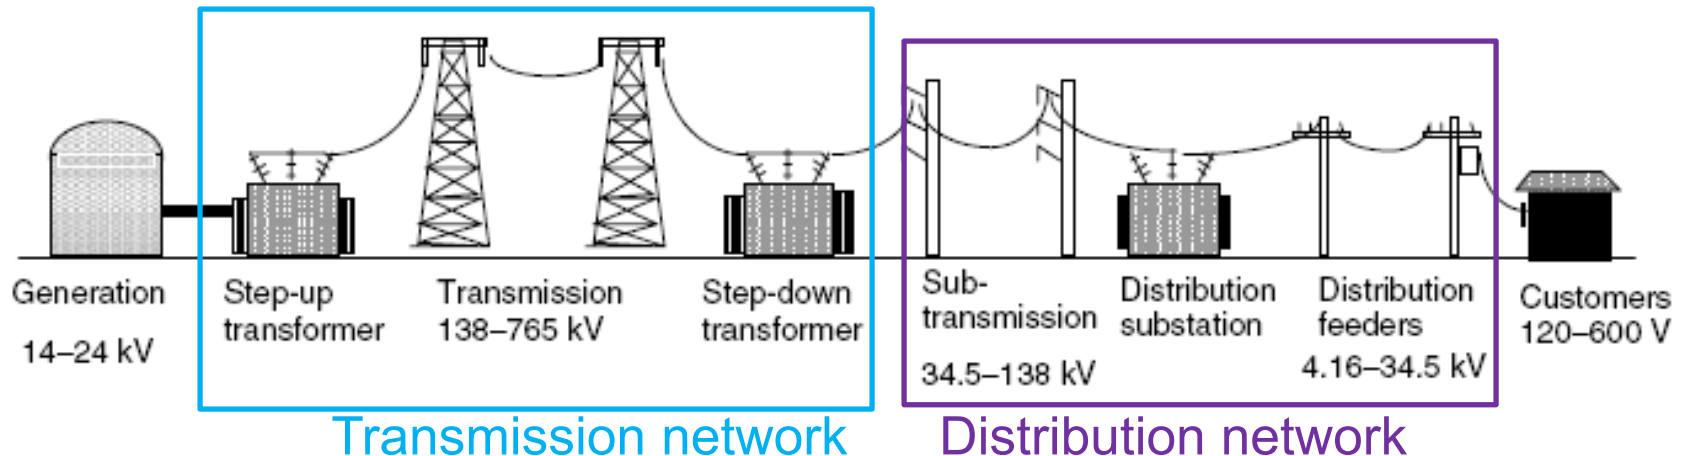 Generation
14–24 kV
Step-up
transformer
Transmission
138–765 kV
Step-down
transformer
Sub-
transmission
34.5–138 kV
Distribution
substation
Distribution
feeders
4.16–34.5 kV
Customers
120–600 V
Transmission network
Distribution network